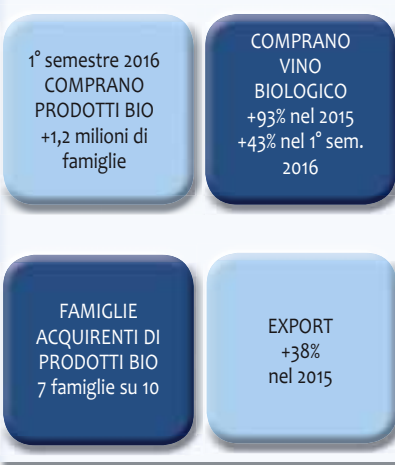 1° semestre 2016
COMPRANO
PRODOTTI BIO
+1,2 milioni di
famiglie
COMPRANO
VINO
BIOLOGICO
+93% nel 2015
+43% nel 1° sem.
2016
FAMIGLIE
ACQUIRENTI DI
PRODOTTI BIO
7 famiglie su 10
EXPORT
+38%
nel 2015